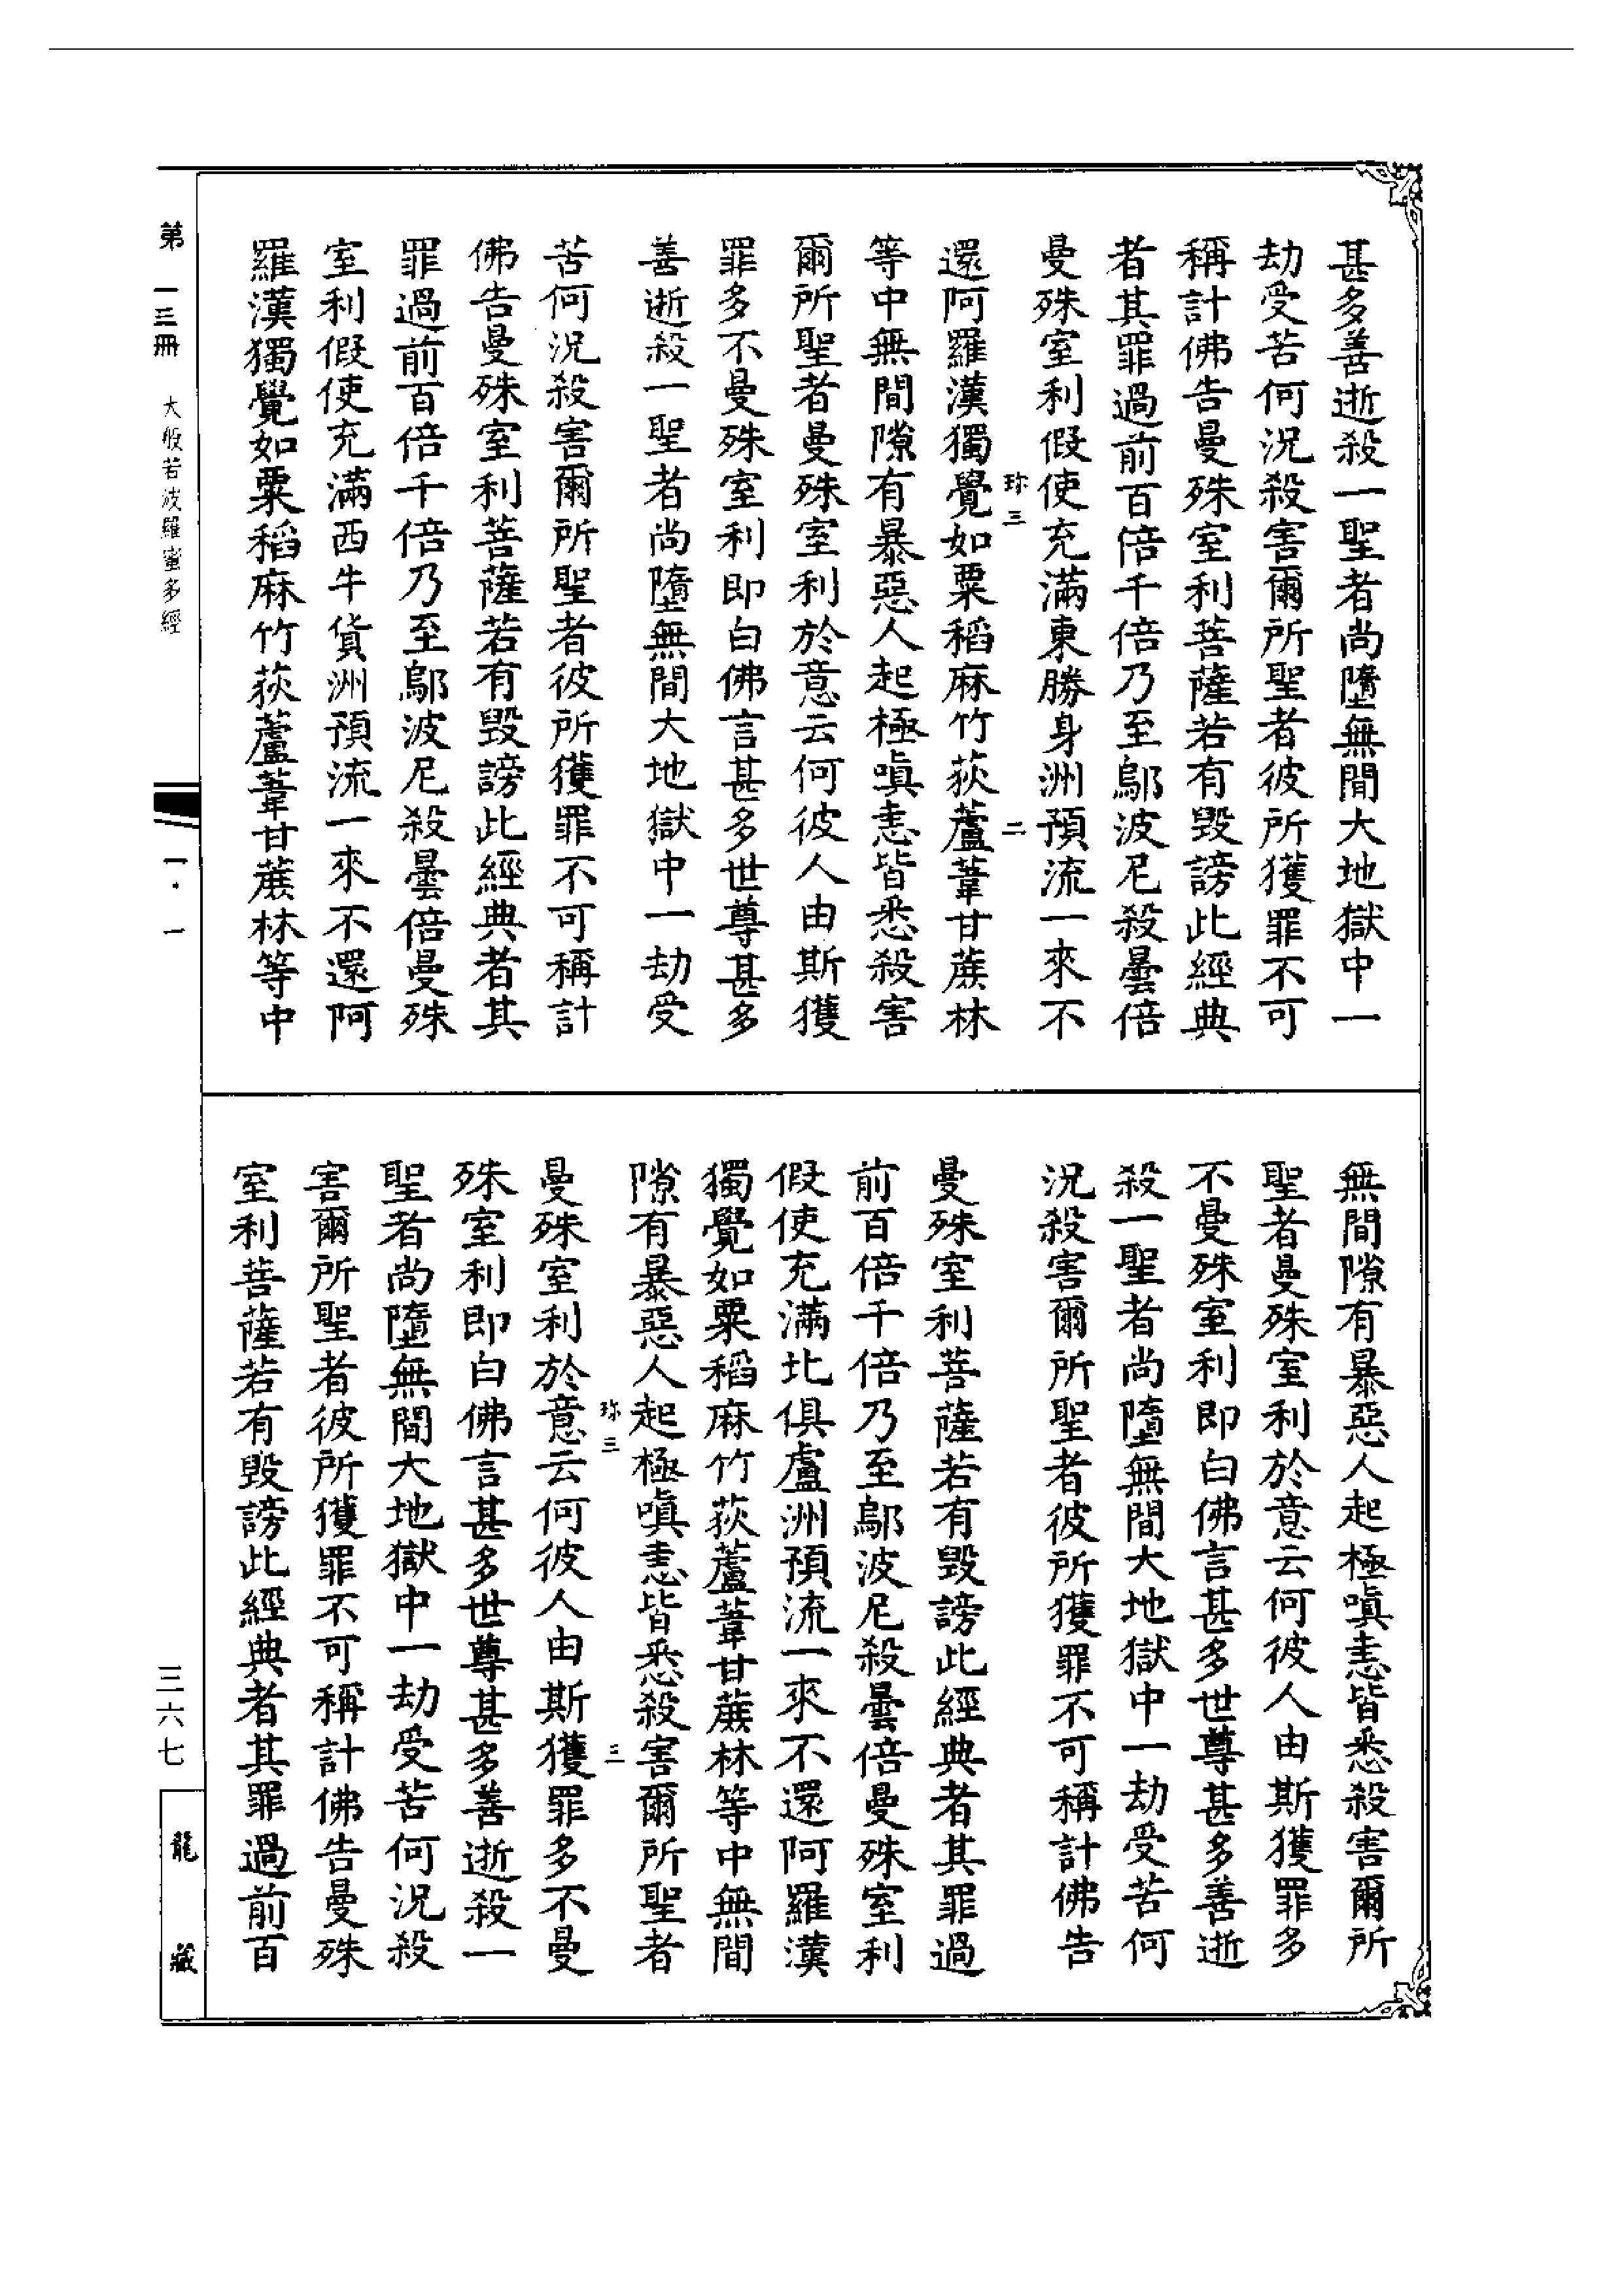 甚多善逝殺一聖者尚墮無間大地獄中一
劫受苦何況殺害爾所聖者彼所獲罪不可
稱計佛告曼殊室利菩薩若有毀謗此經典
者其罪過前百倍千倍乃至鄔波尼殺曇倍
曼殊室利假使充滿東勝身洲預流一來不
珎三 二
還阿羅漢獨覺如粟稻麻竹荻蘆葦甘蔗林
等中無間隙有暴惡人起極嗔恚皆悉殺害
爾所聖者曼殊室利於意云何彼人由斯獲
罪多不曼殊室利即白佛言甚多世尊甚多
善逝殺一聖者尚墮無間大地獄中一劫受
苦何況殺害爾所聖者彼所獲罪不可稱計
佛告曼殊室利菩薩若有毀謗此經典者其
罪過前百倍千倍乃至鄔波尼殺曇倍曼殊
室利假使充滿西牛貨洲預流一來不還阿
羅漢獨覺如粟稻麻竹荻蘆葦甘蔗林等中
無間隙有暴惡人起極嗔恚皆悉殺害爾所
聖者曼殊室利於意云何彼人由斯獲罪多
不曼殊室利即白佛言甚多世尊甚多善逝
殺一聖者尚墮無間大地獄中一劫受苦何
況殺害爾所聖者彼所獲罪不可稱計佛告
曼殊室利菩薩若有毀謗此經典者其罪過
前百倍千倍乃至鄔波尼殺曇倍曼殊室利
假使充滿北俱盧洲預流一來不還阿羅漢
獨覺如粟稻麻竹荻蘆葦甘蔗林等中無間
隙有暴惡人起極嗔恚皆悉殺害爾所聖者
珎三 三
曼殊室利於意云何彼人由斯獲罪多不曼
殊室利即白佛言甚多世尊甚多善逝殺一
聖者尚墮無間大地獄中一劫受苦何況殺
害爾所聖者彼所獲罪不可稱計佛告曼殊
室利菩薩若有毀謗此經典者其罪過前百
第一三冊 大般若波羅蜜多經 一·一 三六七 龍藏